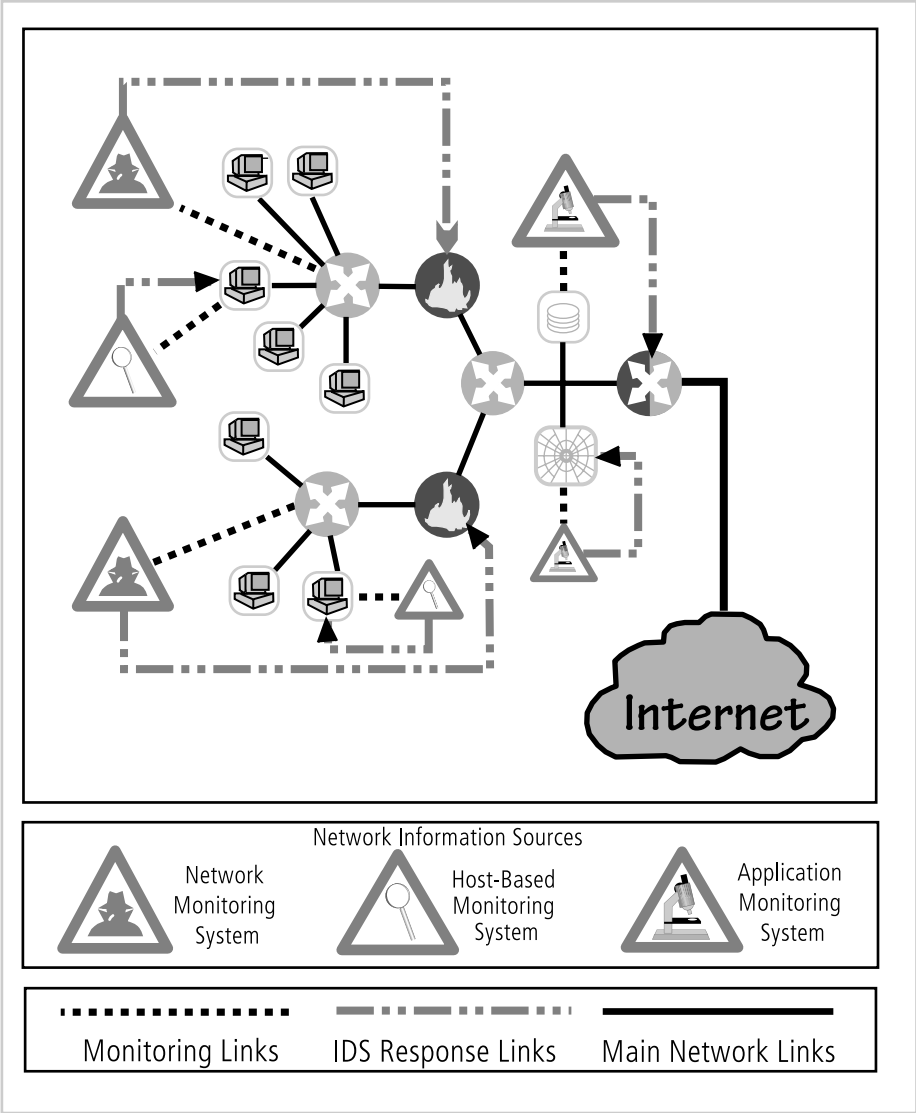 Internet
Network Information Sources
Network
Monitoring
System
Host-Based
Monitoring
System
Application
Monitoring
System
Monitoring Links
IDS Response Links
Main Network Links